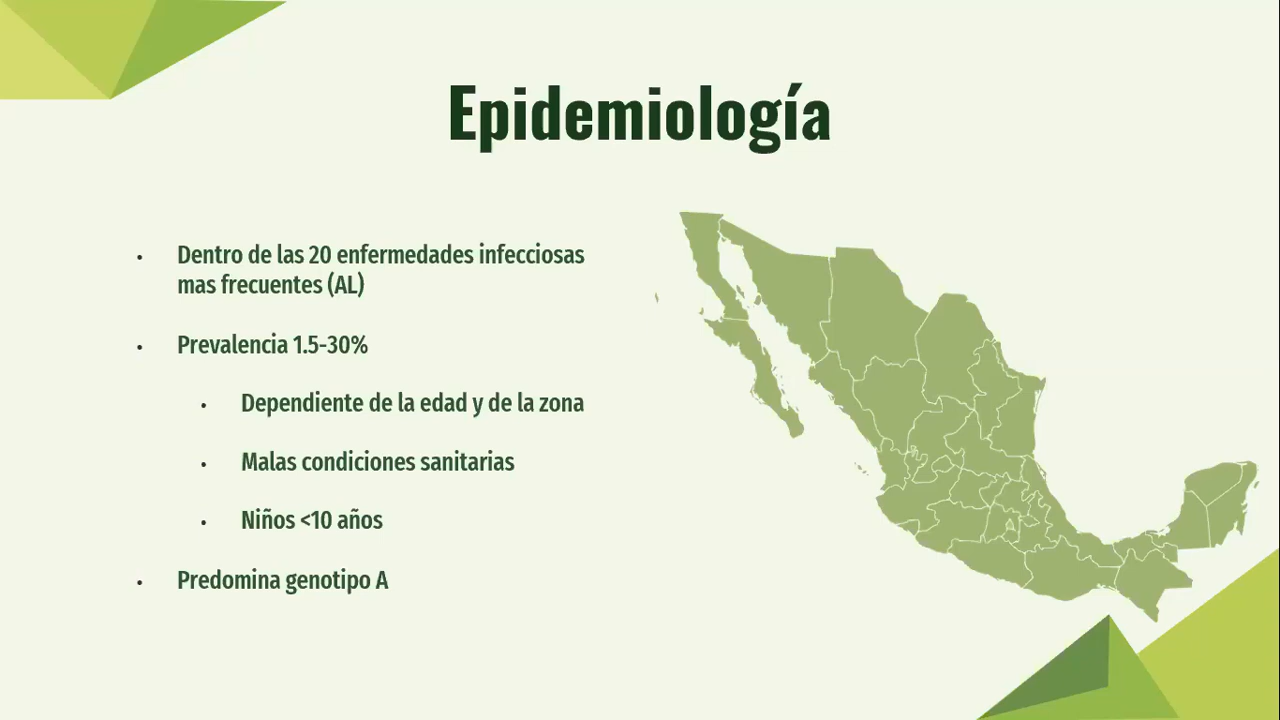 Epidemiología
• Dentro de las 20 enfermedades infecciosas
mas frecuentes (AL)
• Prevalencia 1.5-30%
• Dependiente de la edad y de la zona
• Malas condiciones sanitarias
• Niños <10 años
• Predomina genotipo A